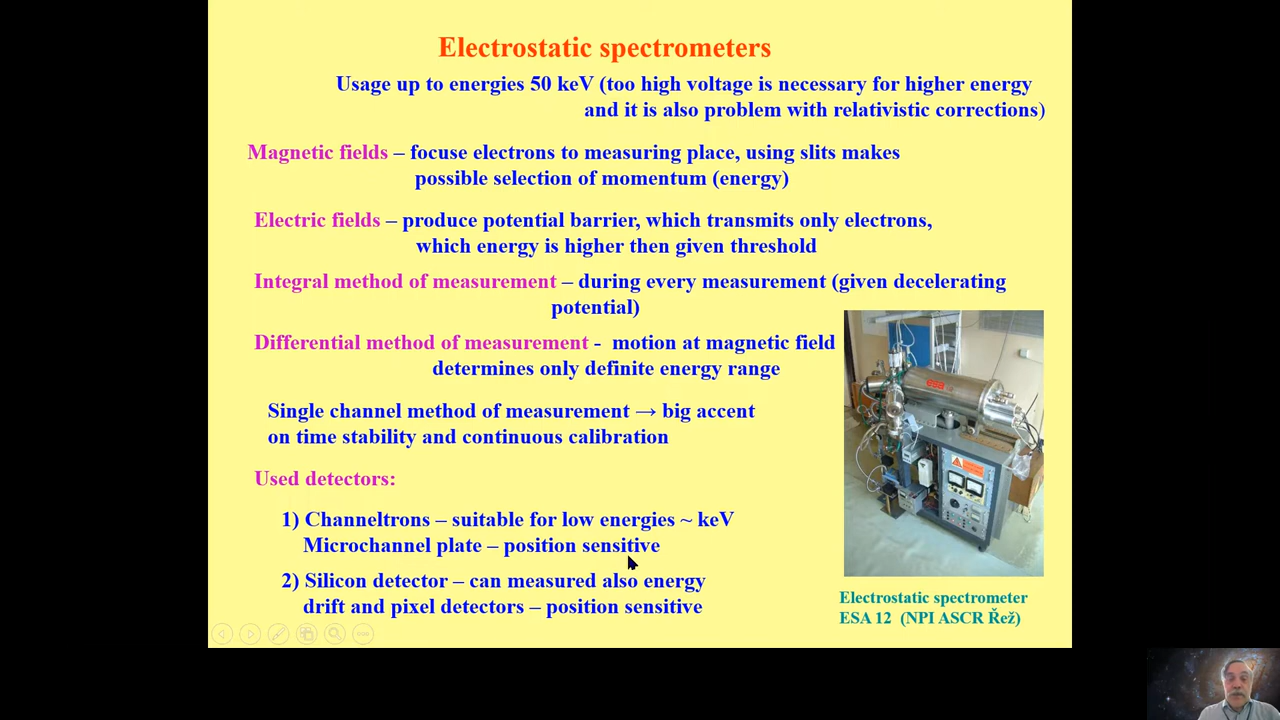 Electrostatic spectrometers
Usage up to energies 50 keV (too high voltage is necessary for higher energy
and it is also problem with relativistic corrections)
Magnetic fields – focuse electrons to measuring place, using slits makes
possible selection of momentum (energy)
Electric fields – produce potential barrier, which transmits only electrons,
which energy is higher then given threshold
Integral method of measurement – during every measurement (given decelerating
potential)
Differential method of measurement - motion at magnetic field
determines only definite energy range
Single channel method of measurement → big accent
on time stability and continuous calibration
Used detectors:
1) Channeltrons – suitable for low energies ~ keV
Microchannel plate – position sensitive
2) Silicon detector – can measured also energy
drift and pixel detectors – position sensitive
esa
Electrostatic spectrometer
ESA 12 (NPI ASCR Řež)